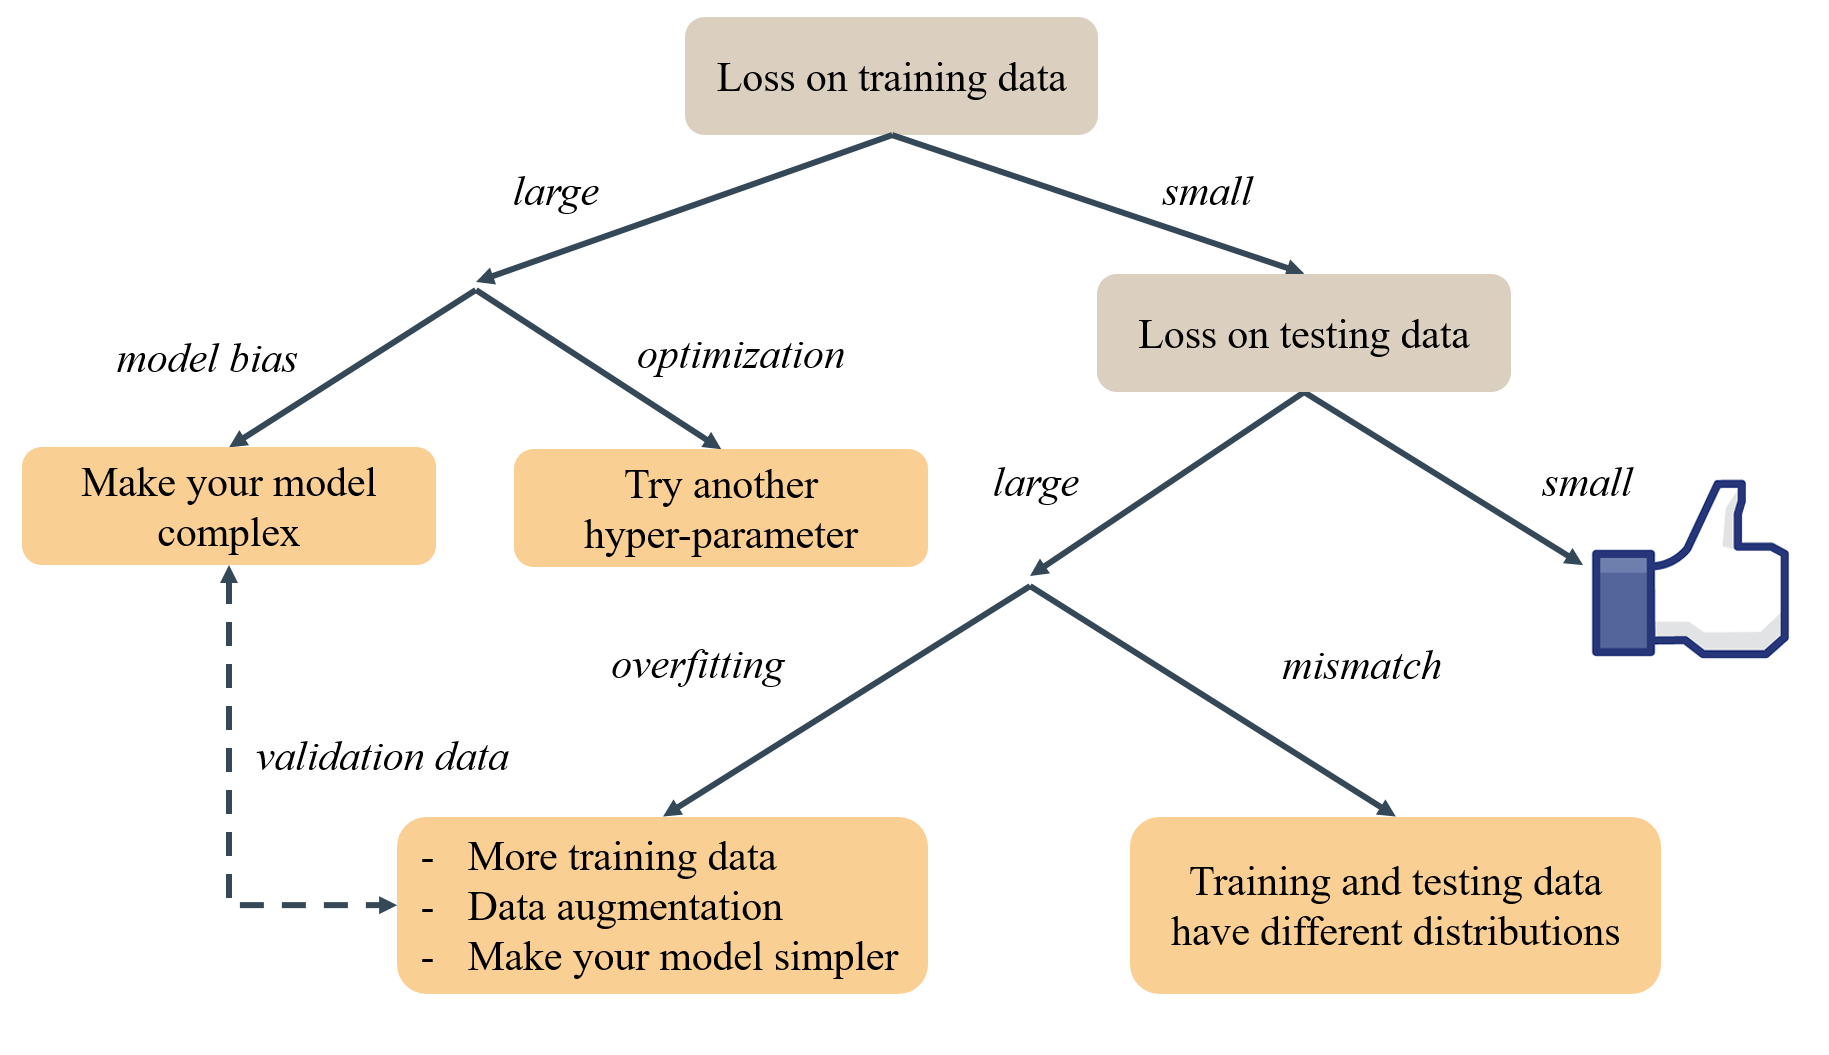 Loss on training data
large
small
Loss on testing data
model bias
optimization
Make your model
complex
Try another
hyper-parameter
large
small
overfitting
mismatch
validation data
- More training data
- Data augmentation
- Make your model simpler
Training and testing data
have different distributions